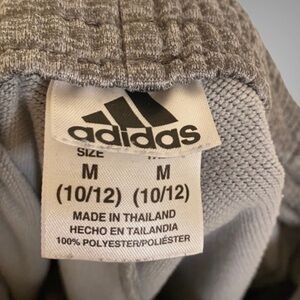 adidas
SIZE
M M
(10/12) (10/12)
MADE IN THAILAND
HECHO EN TAILANDIA
100% POLYESTER/POLIÉSTER